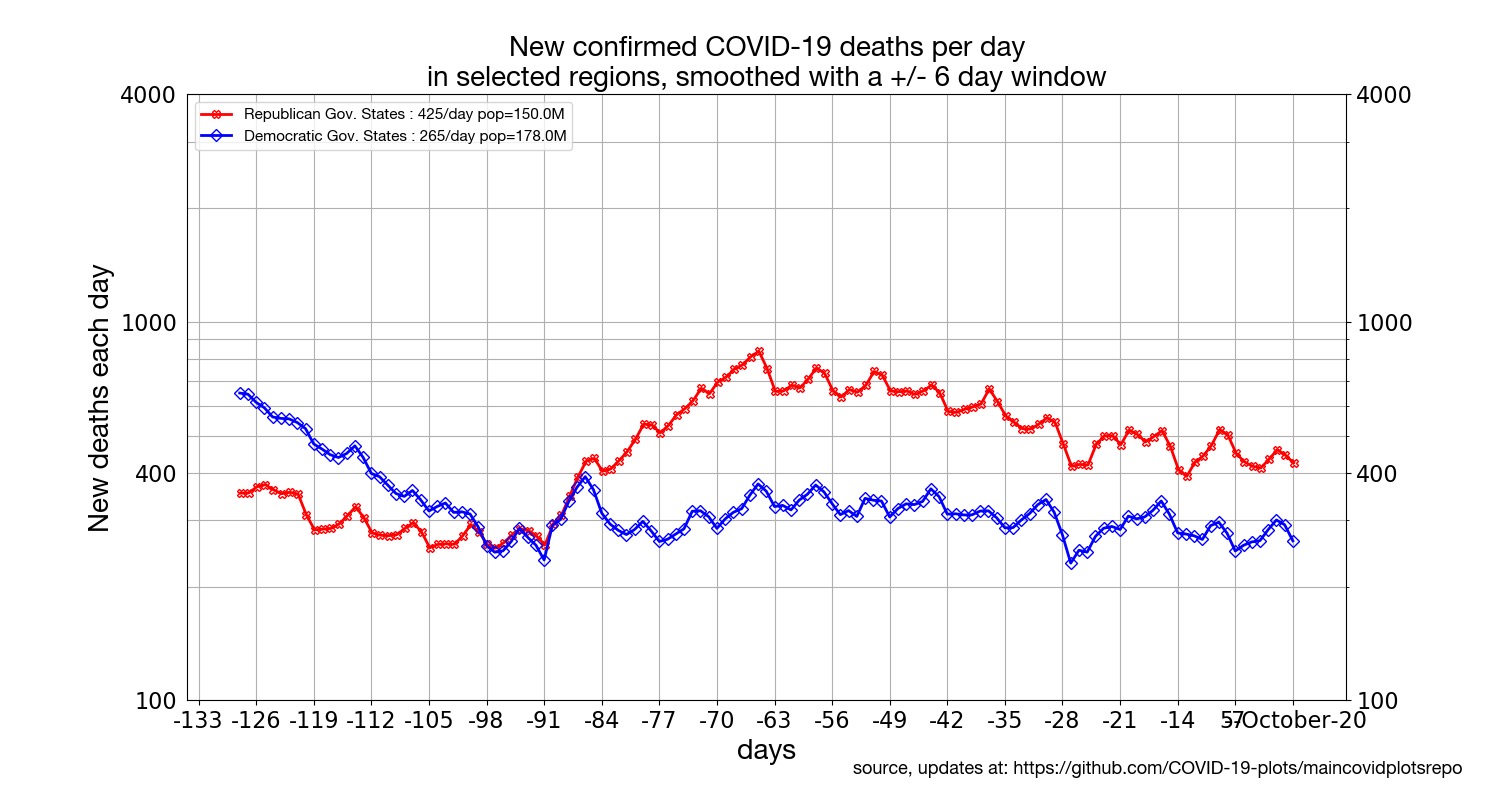 New confirmed COVID-19 deaths per day
in selected regions, smoothed with a +/- 6 day window
4000 4000
Republican Gov. States : 425/day pop=150.0M
Democratic Gov. States : 265/day pop=178.0M
New deaths each day
1000 1000
400 400
100 100
-133 -126 -119 -112 -105 -98 -91 -84 -77 -70 -63 -56 -49 -42 -35 -28 -21 -14 -October-20
days
source, updates at: https://github.com/COVID-19-plots/maincovidplotsrepo